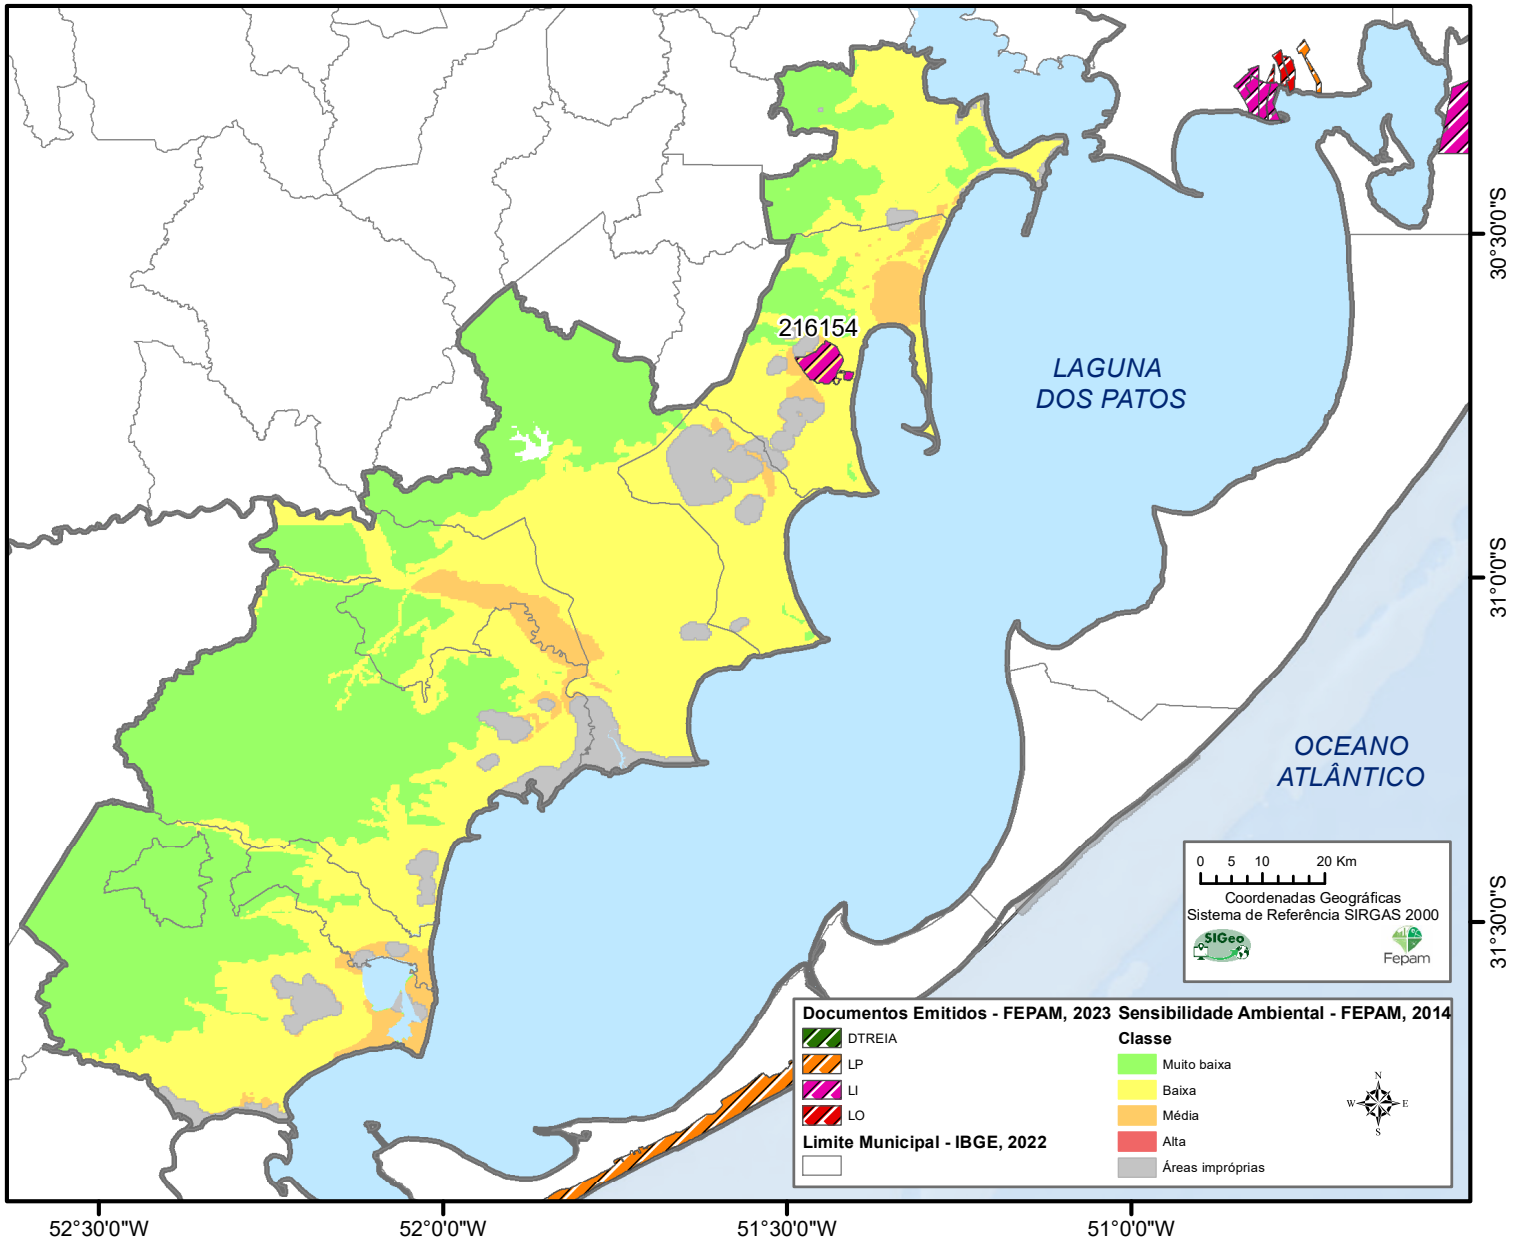 216154
LAGUNA
DOS PATOS
OCEANO
ATLÂNTICO
30°30'0"S
31°0'0"S
31°30'0"S
0 5 10 20 Km
Coordenadas Geográficas
Sistema de Referência SIRGAS 2000
SIGeo
Fepam
Documentos Emitidos - FEPAM, 2023
DTREIA
LP
LI
LO
Limite Municipal - IBGE, 2022
Sensibilidade Ambiental - FEPAM, 2014
Classe
Muito baixa
Baixa
Média
Alta
Áreas impróprias
N
W E
S
52°30'0"W
52°0'0"W
51°30'0"W
51°0'0"W